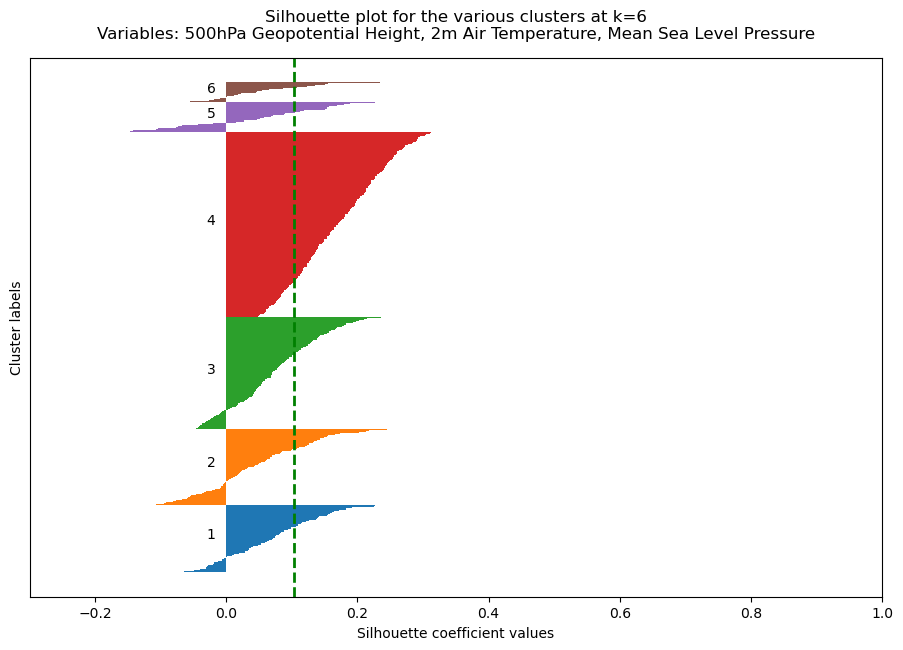 Silhouette plot for the various clusters at k=6
Variables: 500hPa Geopotential Height, 2m Air Temperature, Mean Sea Level Pressure
Cluster labels
6
5
4
3
2
1
−0.2 0.0 0.2 0.4 0.6 0.8 1.0
Silhouette coefficient values